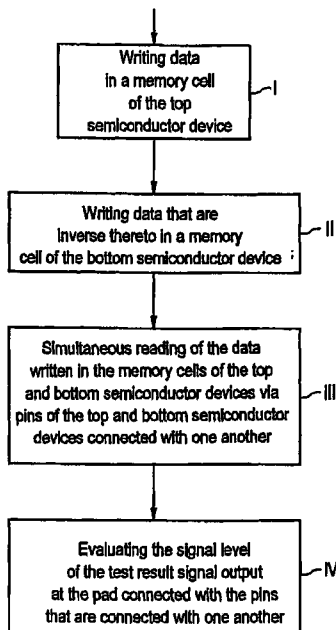 Writing data
in a memory cell
of the top
semiconductor device
I
Writing data that are
inverse thereto in a memory
cell of the bottom semiconductor device
II
Simultaneous reading of the data
written in the memory cells of the top
and bottom semiconductor devices via
pins of the top and bottom semiconductor
devices connected with one another
III
Evaluating the signal level
of the test result signal output
at the pad connected with the pins
that are connected with one another
IV